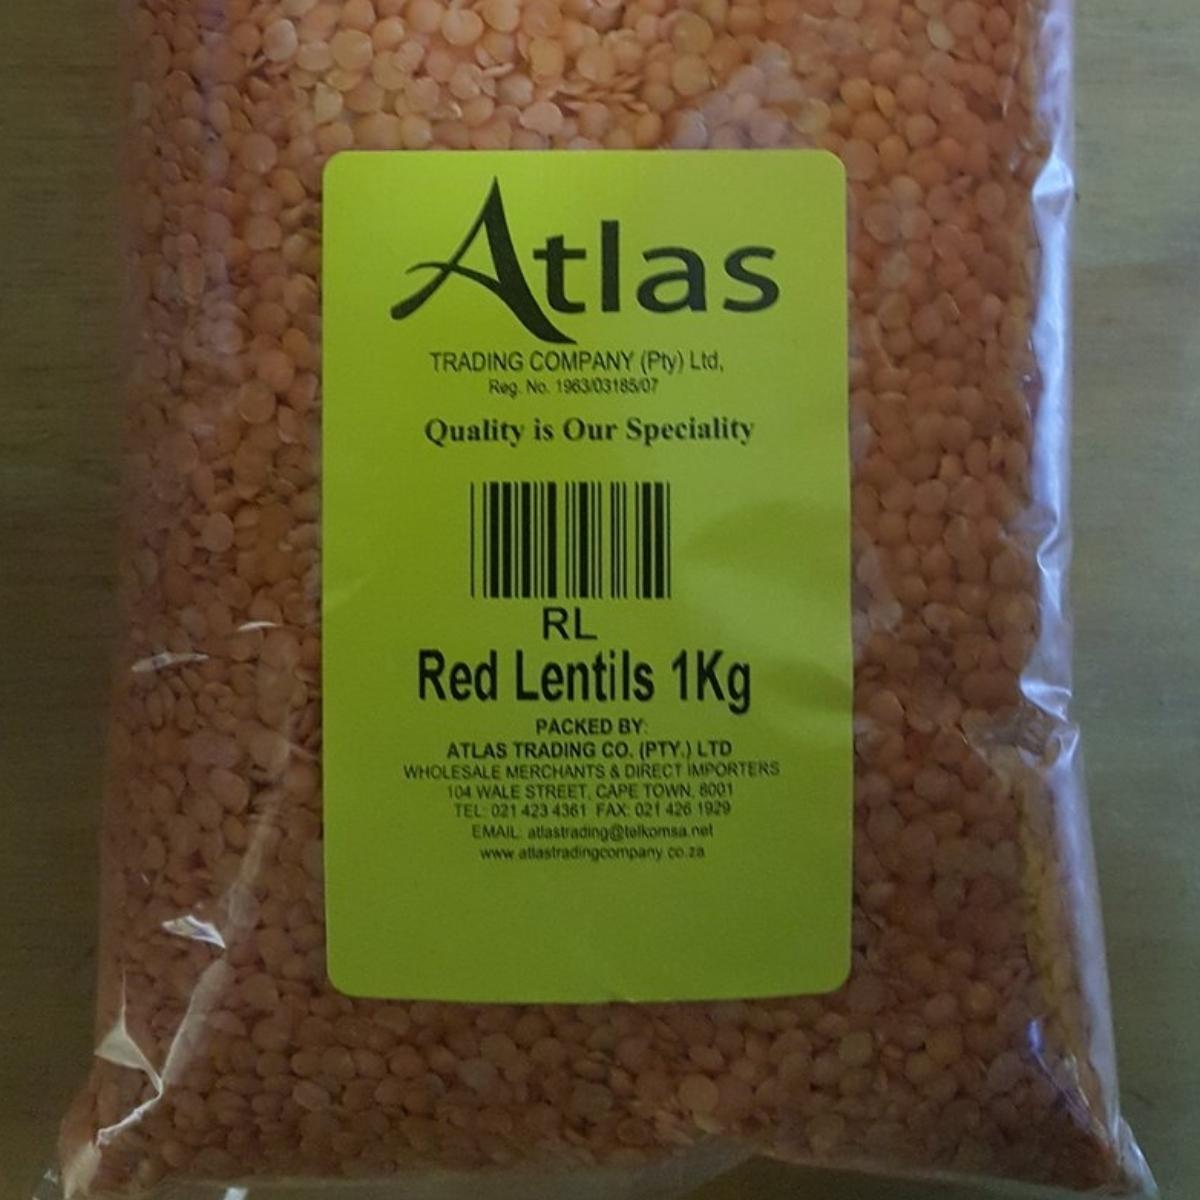 Atlas
TRADING COMPANY (Pty) Ltd,
Reg. No. 1963/03185/07
Quality is Our Speciality
RL
Red Lentils 1Kg
PACKED BY:
ATLAS TRADING CO. (PTY.) LTD
WHOLESALE MERCHANTS & DIRECT IMPORTERS
104 WALE STREET, CAPE TOWN, 8001
TEL: 021 423 4361 FAX: 021 426 1929
EMAIL: atlastrading@telkomsa.net
www.atlastradingcompany.co.za